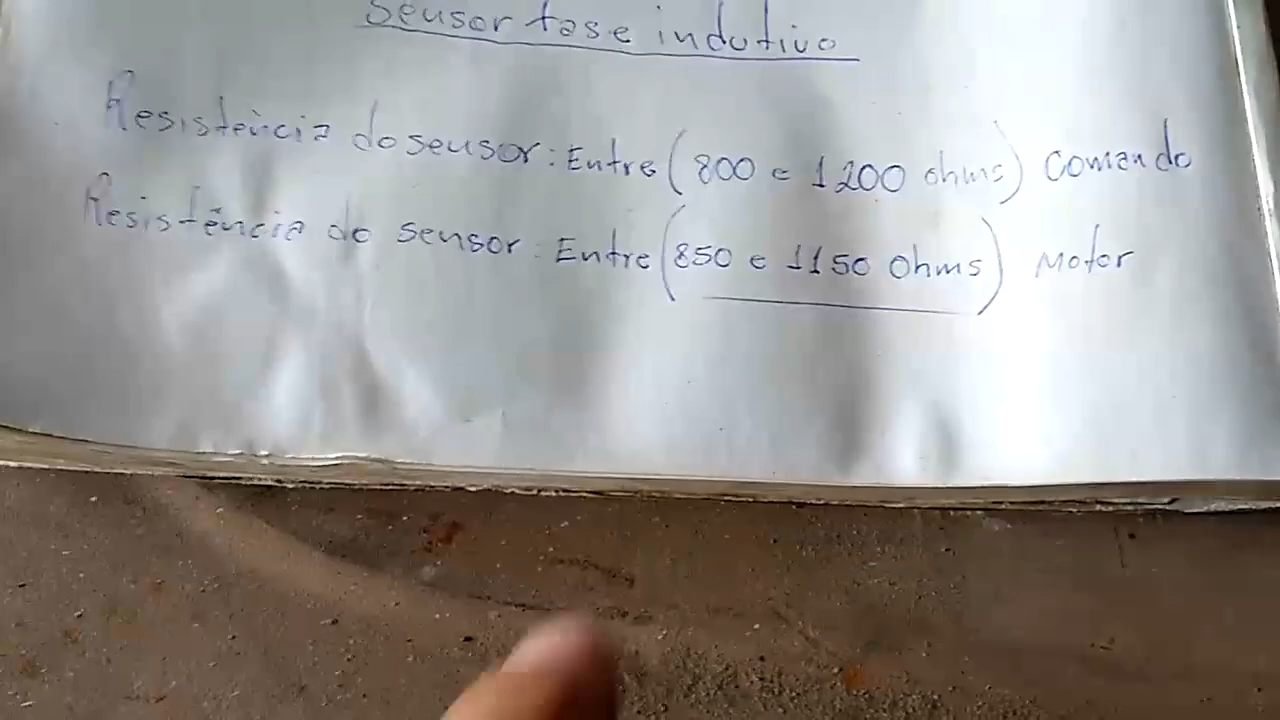 Sensor fase indutivo
Resistência do sensor: Entre (800 e 1200 ohms) Comando
Resistência do sensor: Entre (850 e 1150 Ohms) Motor